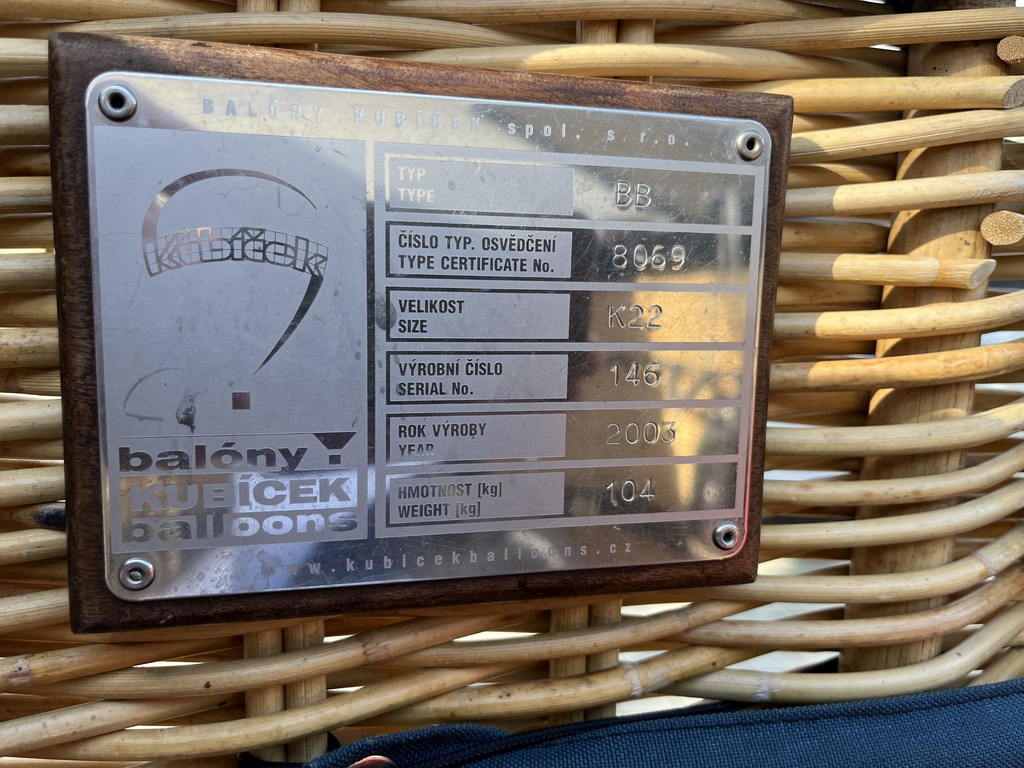 BALÓNY KUBÍČEK spol. s r.o.
Kubíček
balóny
KUBÍČEK
balloons
TYP
TYPE
BB
ČÍSLO TYP. OSVĚDČENÍ
TYPE CERTIFICATE No.
8069
VELIKOST
SIZE
K22
VÝROBNÍ ČÍSLO
SERIAL No.
146
ROK VÝROBY
YEAR
2003
HMOTNOST [kg]
WEIGHT [kg]
104
www.kubicekballoons.cz